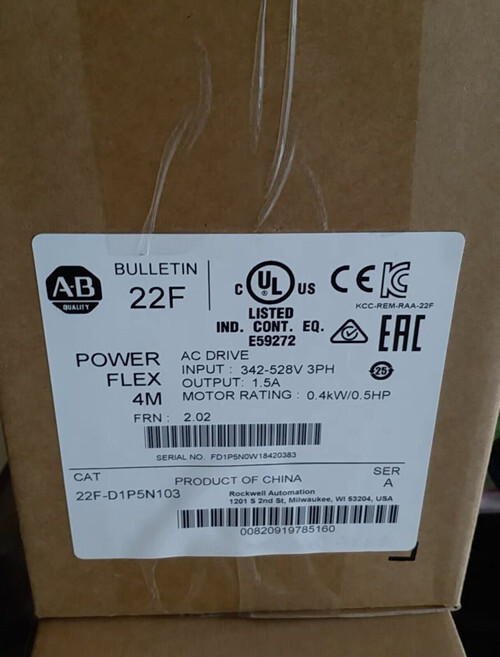 A-B
QUALITY
BULLETIN
22F
C UL US
LISTED
IND. CONT. EQ.
E59272
CE KC
KCC-REM-RAA-22F
EAC
POWER
FLEX
4M
AC DRIVE
INPUT : 342-528V 3PH
OUTPUT: 1.5A
MOTOR RATING : 0.4kW/0.5HP
25
FRN : 2.02
SERIAL NO. FD1P5N0W18420383
CAT
22F-D1P5N103
PRODUCT OF CHINA
SER
A
Rockwell Automation
1201 S 2nd St, Milwaukee, WI 53204, USA
00820919785160